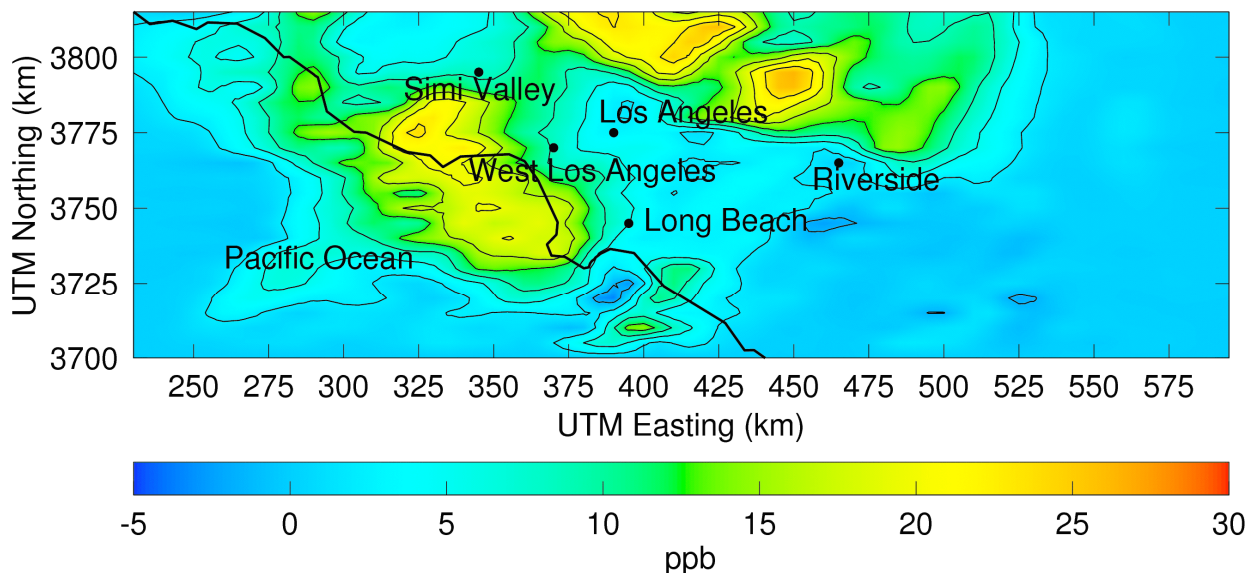 UTM Northing (km)
3800
3775
3750
3725
3700
Simi Valley
Los Angeles
West Los Angeles
Riverside
Long Beach
Pacific Ocean
250 275 300 325 350 375 400 425 450 475 500 525 550 575
UTM Easting (km)
-5 0 5 10 15 20 25 30
ppb